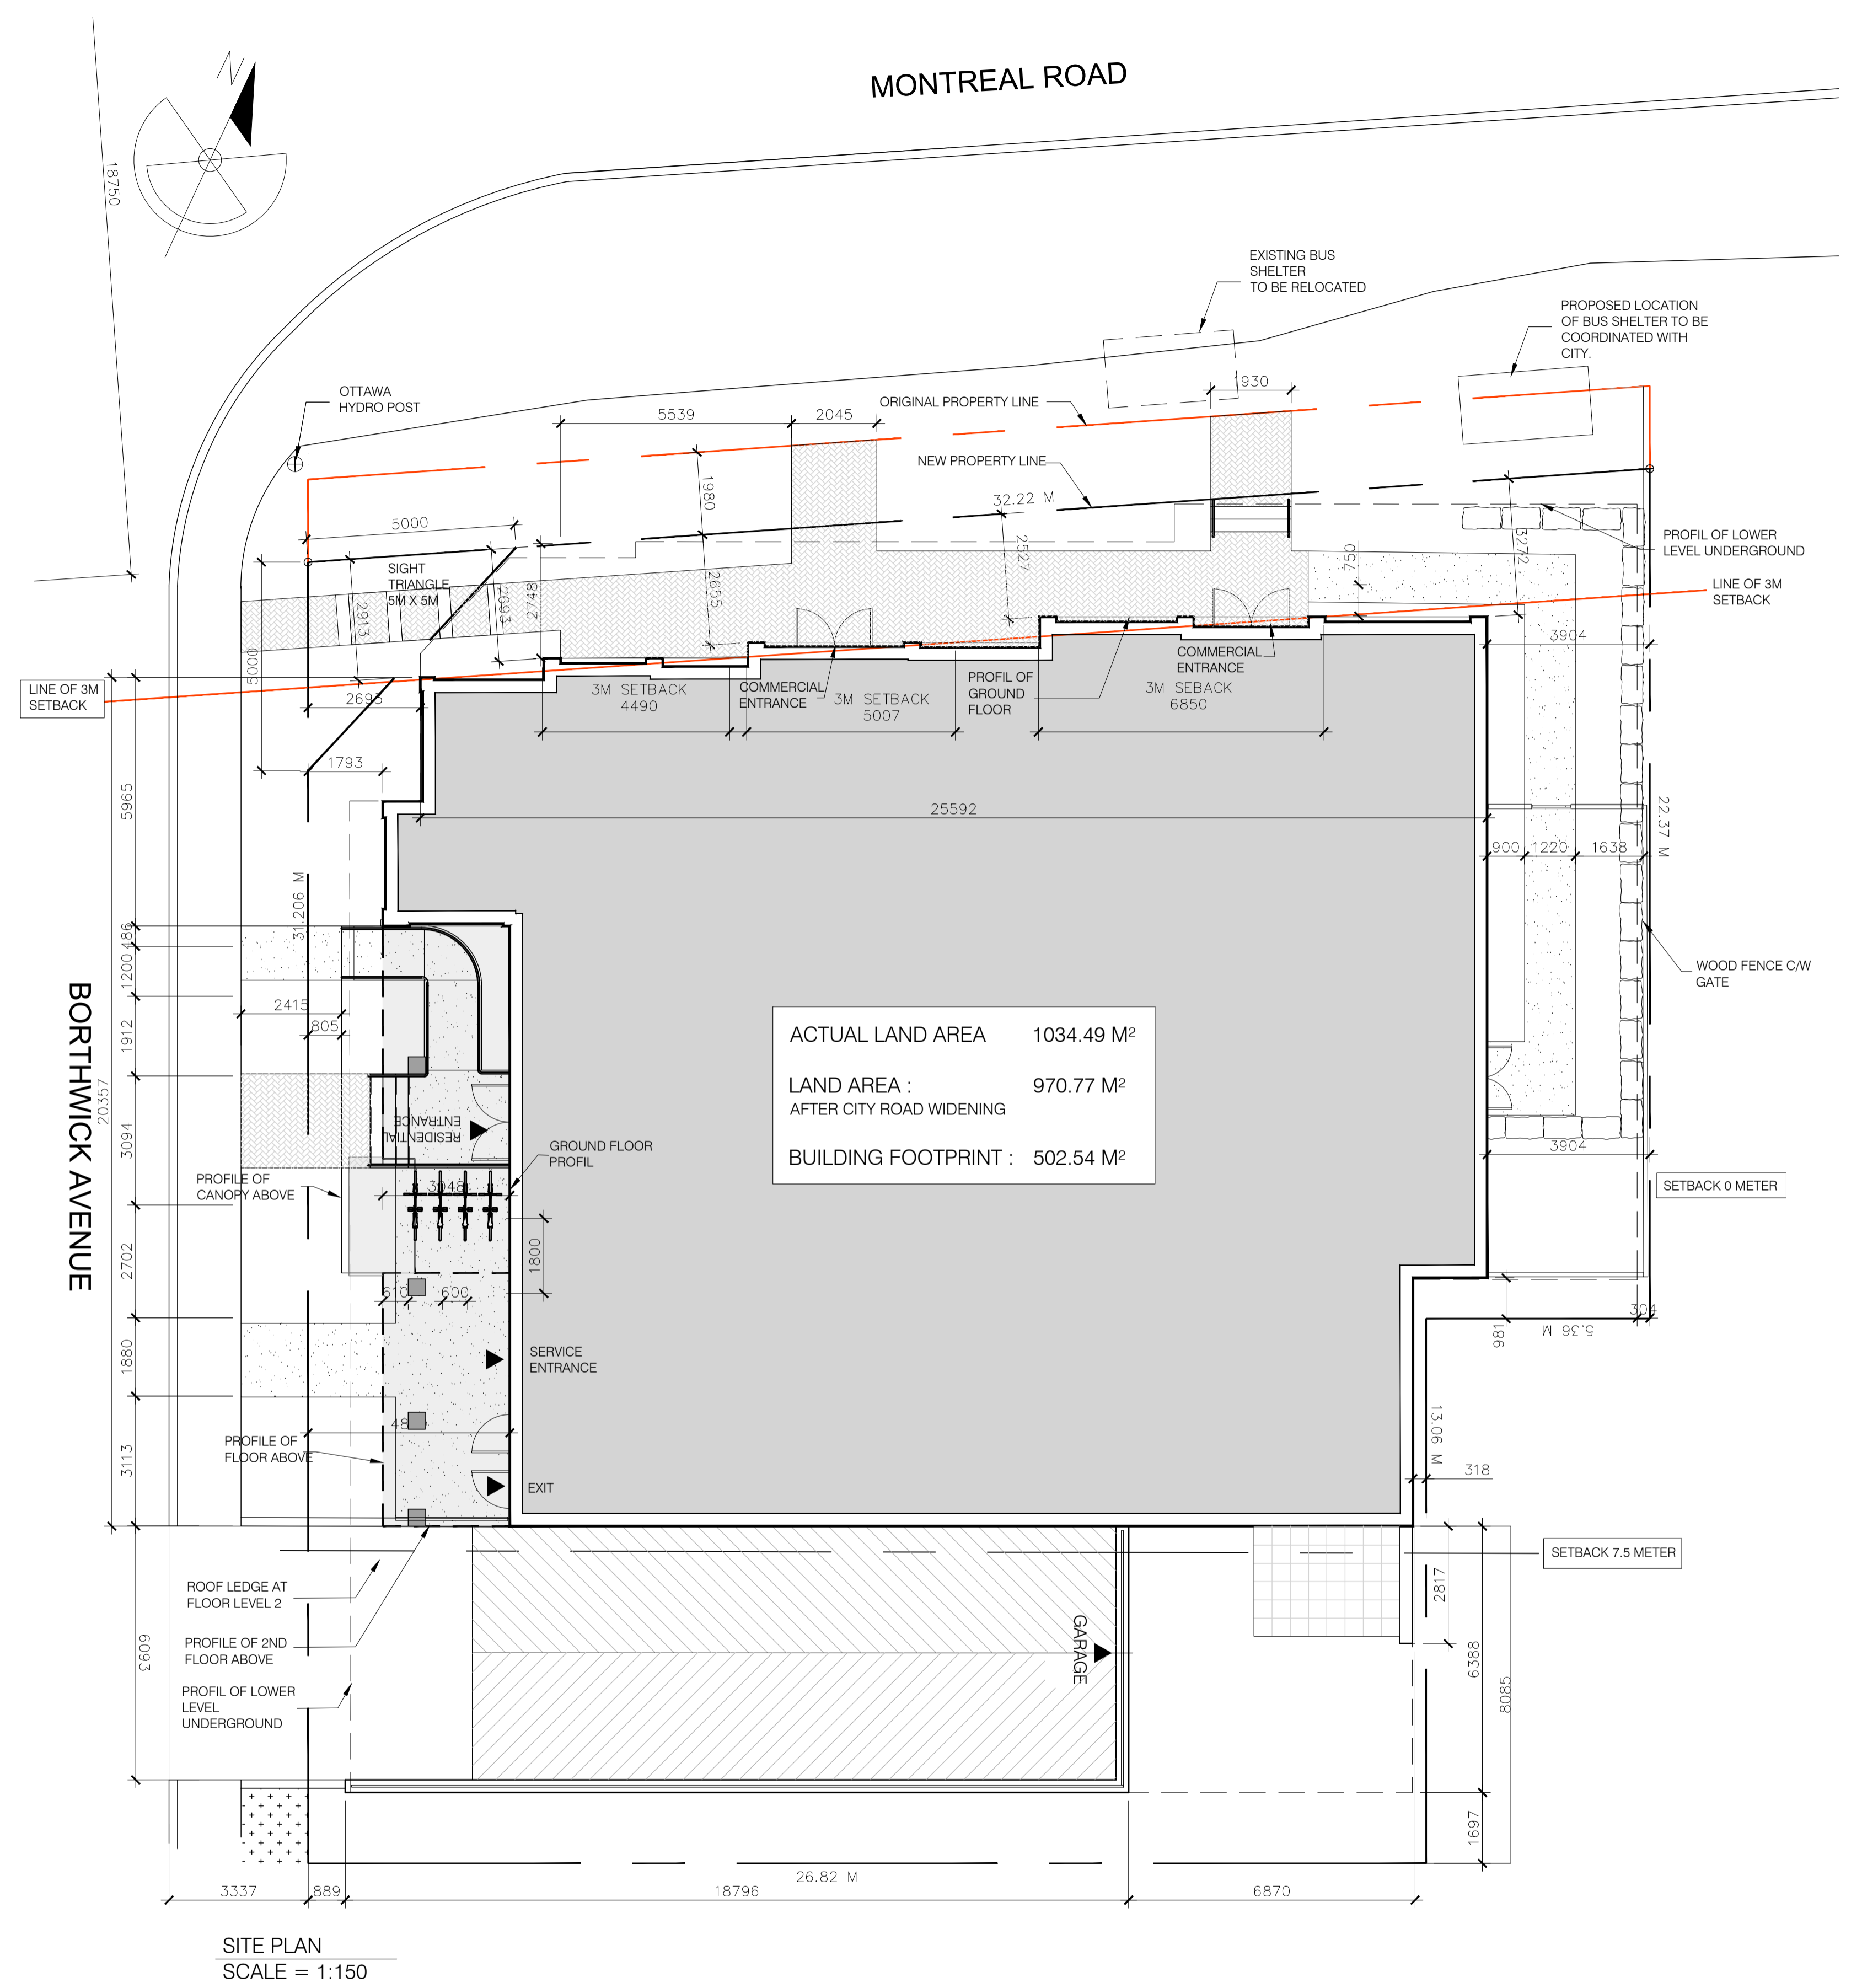 MONTREAL ROAD
N
18750
EXISTING BUS
SHELTER
TO BE RELOCATED
PROPOSED LOCATION
OF BUS SHELTER TO BE
COORDINATED WITH
CITY.
OTTAWA
HYDRO POST
1930
ORIGINAL PROPERTY LINE
5539
2045
NEW PROPERTY LINE
1980
32.22 M
5000
2527
3272
750
PROFIL OF LOWER
LEVEL UNDERGROUND
SIGHT
TRIANGLE
5M X 5M
2913
2693
2748
2655
LINE OF 3M
SETBACK
5000
3904
COMMERCIAL
ENTRANCE
LINE OF 3M
SETBACK
2693
3M SETBACK
4490
COMMERCIAL
ENTRANCE
3M SETBACK
5007
PROFIL OF
GROUND
FLOOR
3M SEBACK
6850
1793
5965
25592
22.37 M
900
1220
1638
31.206 M
486
1200
WOOD FENCE C/W
GATE
2415
805
1912
BORTHWICK AVENUE
20357
ACTUAL LAND AREA 1034.49 M²
LAND AREA : 970.77 M²
AFTER CITY ROAD WIDENING
BUILDING FOOTPRINT : 502.54 M²
RESIDENTIAL
ENTRANCE
3094
GROUND FLOOR
PROFIL
3904
PROFILE OF
CANOPY ABOVE
3048
SETBACK 0 METER
2702
1800
610
600
304
5.36 M
981
1880
SERVICE
ENTRANCE
13.06 M
PROFILE OF
FLOOR ABOVE
3113
318
EXIT
SETBACK 7.5 METER
ROOF LEDGE AT
FLOOR LEVEL 2
2817
GARAGE
6093
PROFILE OF 2ND
FLOOR ABOVE
6388
8085
PROFIL OF LOWER
LEVEL
UNDERGROUND
1697
26.82 M
3337
889
18796
6870
SITE PLAN
SCALE = 1:150